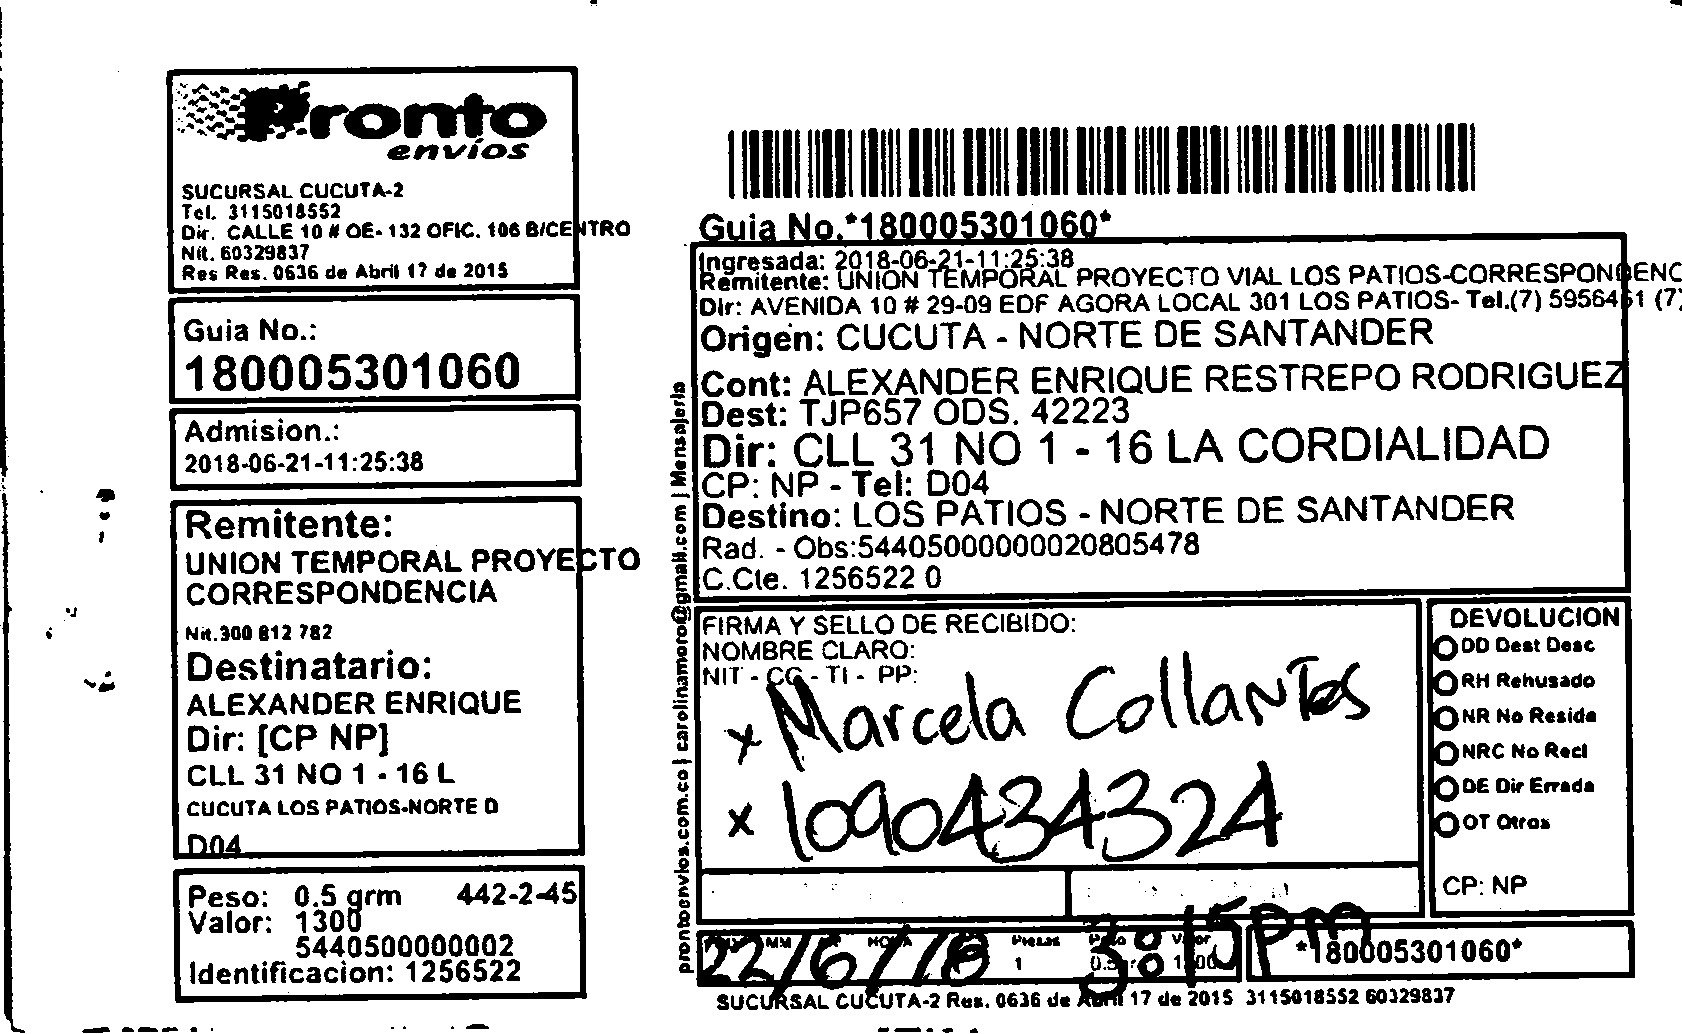 Pronto
envíos
SUCURSAL CUCUTA-2
Tel. 3115018552
Dir. CALLE 10 # OE- 132 OFIC. 106 B/CENTRO
Nit. 60329837
Res Res. 0636 de Abril 17 de 2015
Guia No.:
180005301060
Admision.:
2018-06-21-11:25:38
Remitente:
UNION TEMPORAL PROYECTO
CORRESPONDENCIA
Nit.300 812 782
Destinatario:
ALEXANDER ENRIQUE
Dir: [CP NP]
CLL 31 NO 1 - 16 L
CUCUTA LOS PATIOS-NORTE D
D04
Peso: 0.5 grm 442-2-45
Valor: 1300
5440500000002
Identificacion: 1256522
prontoenvios.com.co | carolinamoro@gmail.com | Mensajeria
Guia No.*180005301060*
Ingresada: 2018-06-21-11:25:38
Remitente: UNION TEMPORAL PROYECTO VIAL LOS PATIOS-CORRESPONDENC
Dir: AVENIDA 10 # 29-09 EDF AGORA LOCAL 301 LOS PATIOS- Tel.(7) 5956461 (7)
Origen: CUCUTA - NORTE DE SANTANDER
Cont: ALEXANDER ENRIQUE RESTREPO RODRIGUEZ
Dest: TJP657 ODS. 42223
Dir: CLL 31 NO 1 - 16 LA CORDIALIDAD
CP: NP - Tel: D04
Destino: LOS PATIOS - NORTE DE SANTANDER
Rad. - Obs:54405000000020805478
C.Cte. 1256522 0
FIRMA Y SELLO DE RECIBIDO:
NOMBRE CLARO:
NIT - CC - TI - PP:
x Marcela Collantes
x 1090434324
DEVOLUCION
DD Dest Desc
RH Rehusado
NR No Reside
NRC No Recl
DE Dir Errada
OT Otros
CP: NP
MM HORA Piezas Peso Valor
22/6/18 1 3:15pm
*180005301060*
SUCURSAL CUCUTA-2 Res. 0636 de Abril 17 de 2015 3115018552 60329837